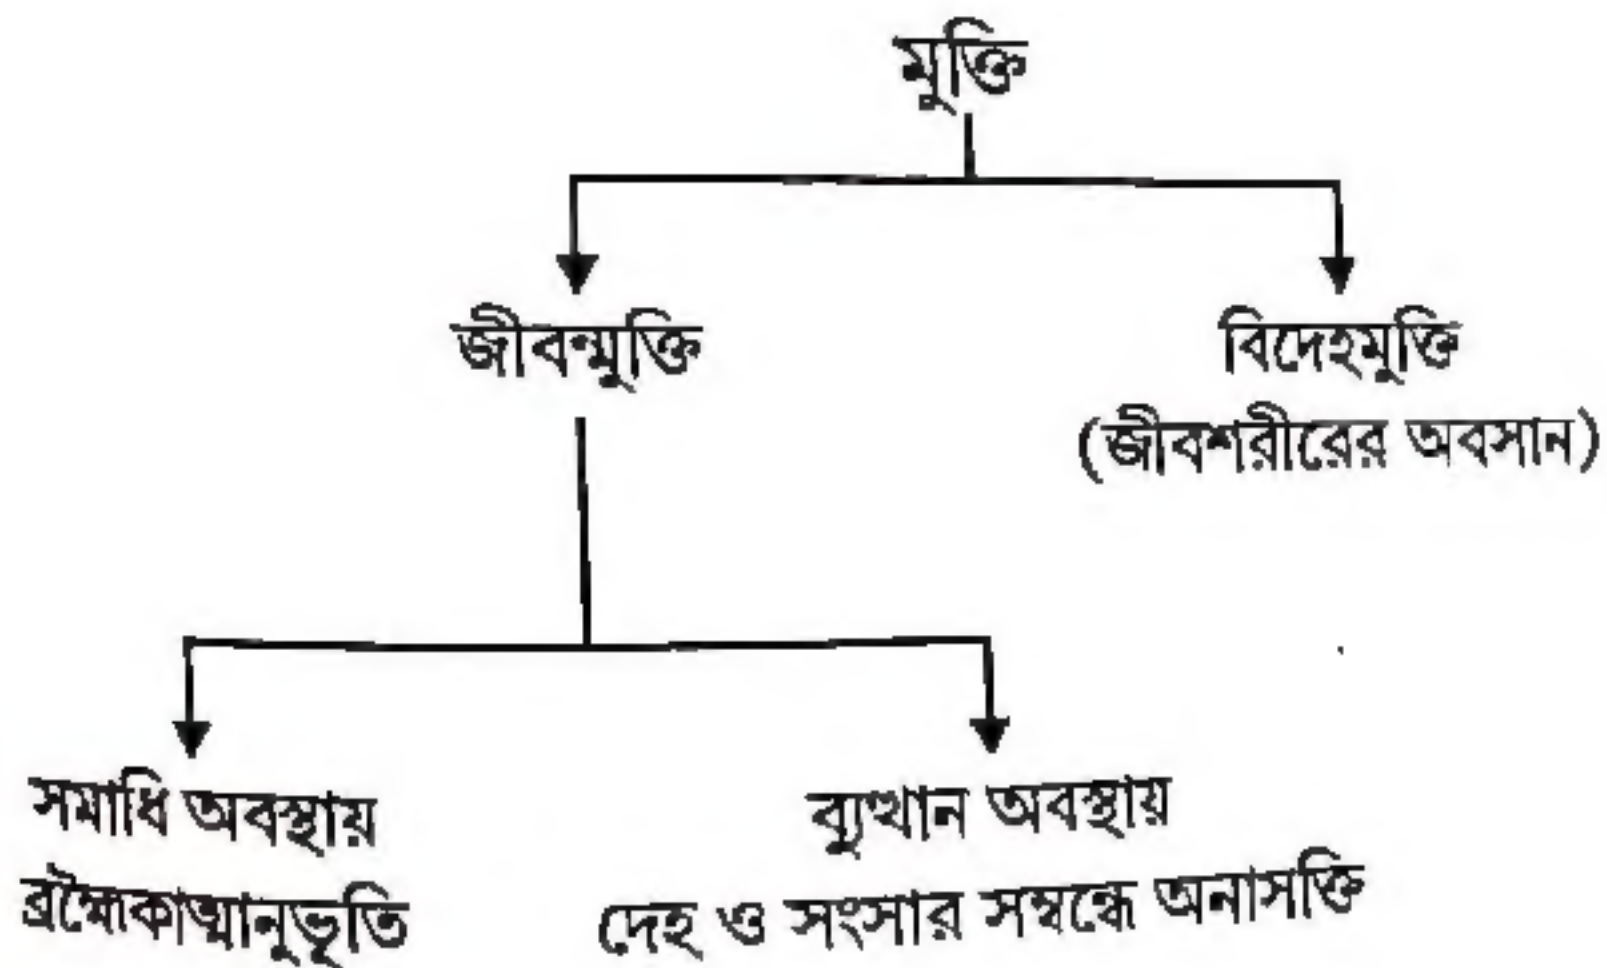 মুক্তি
জীবন্মুক্তি
বিদেহমুক্তি
(জীবশরীরের অবসান)
সমাধি অবস্থায়
ব্রহ্মৈকাত্মানুভূতি
ব্যুত্থান অবস্থায়
দেহ ও সংসার সম্বন্ধে অনাসক্তি